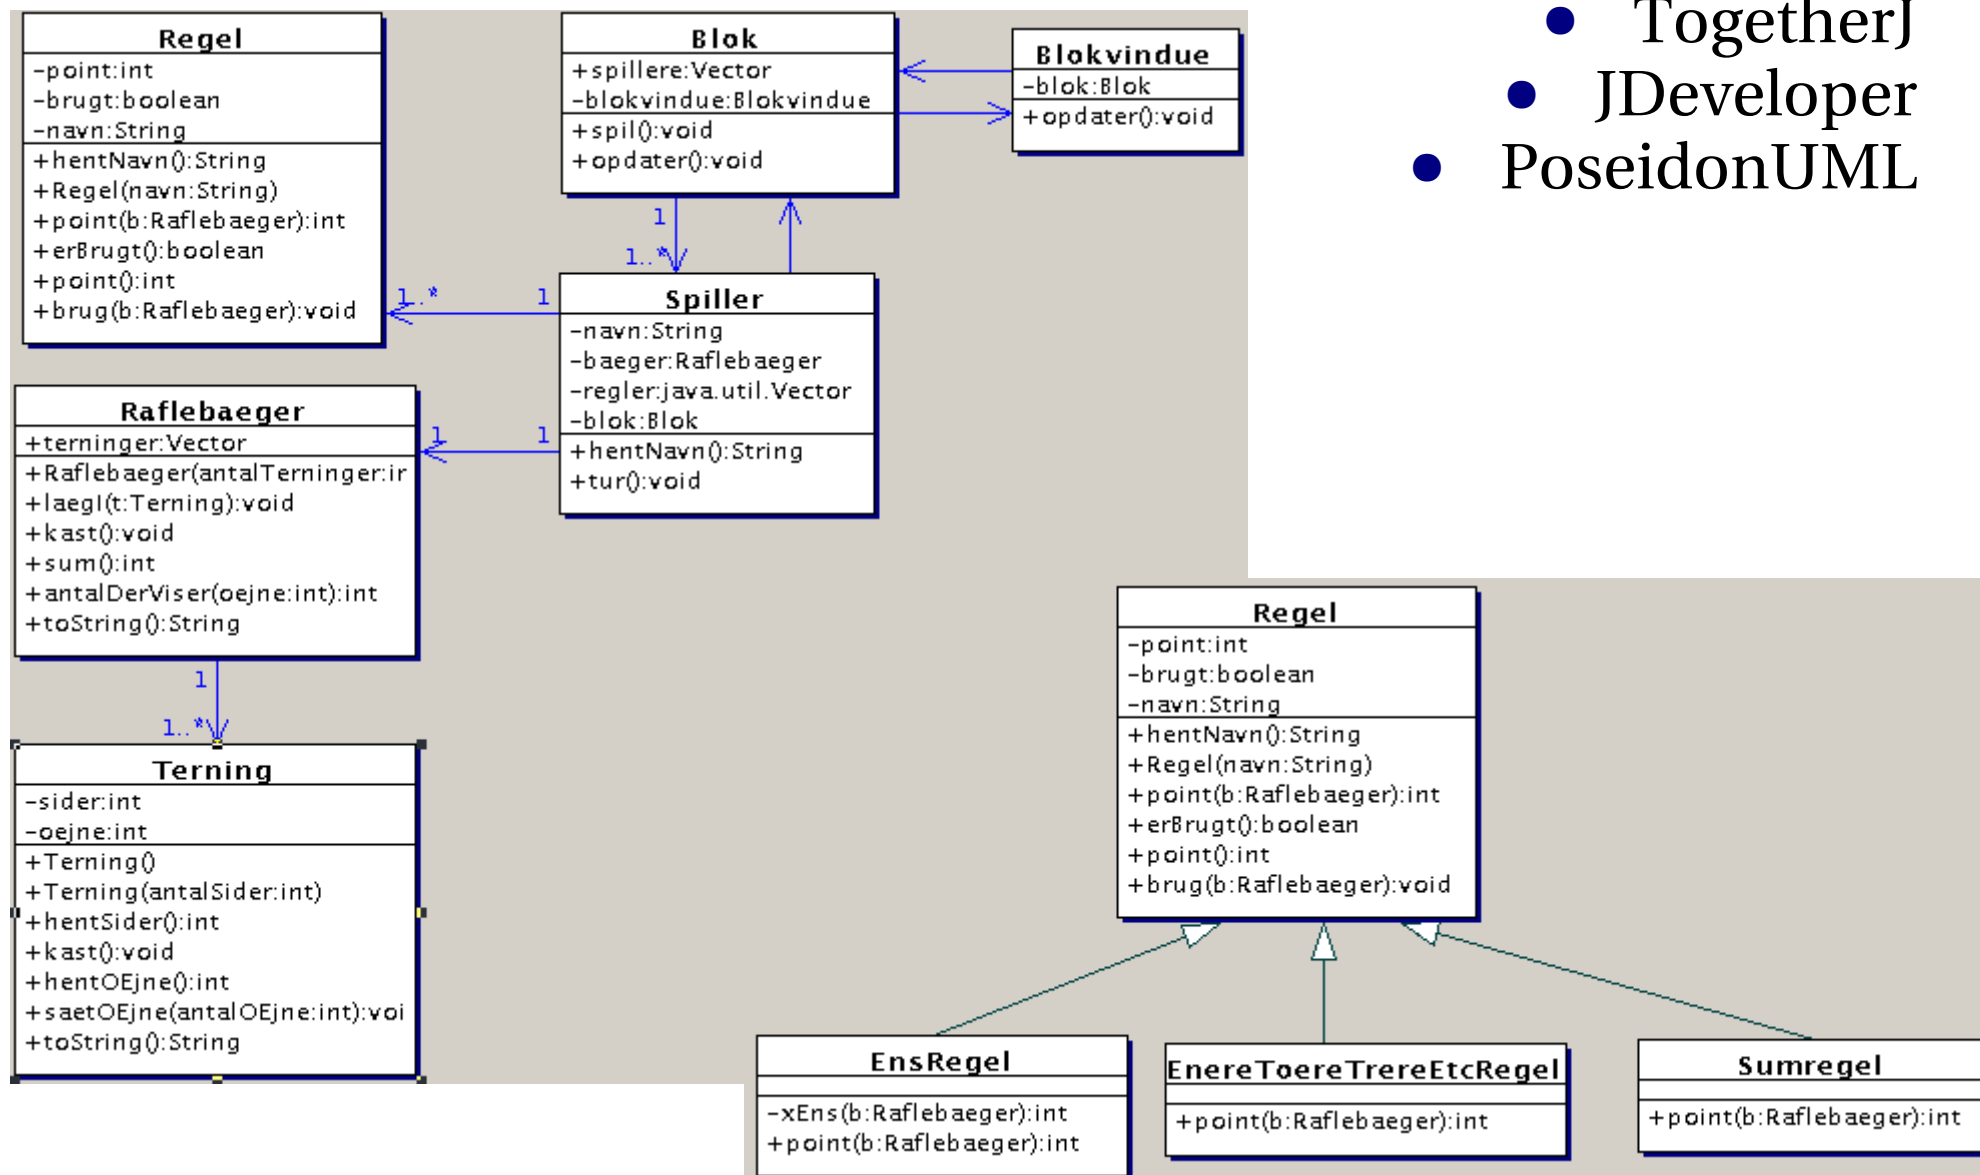 Regel
-point:int
-brugt:boolean
-navn:String
+hentNavn():String
+Regel(navn:String)
+point(b:Raflebaeger):int
+erBrugt():boolean
+point():int
+brug(b:Raflebaeger):void
Blok
+spillere:Vector
-blokvindue:Blokvindue
+spil():void
+opdater():void
Blokvindue
-blok:Blok
+opdater():void
• TogetherJ
• JDeveloper
• PoseidonUML
1
1..*
1..*
1
Spiller
-navn:String
-baeger:Raflebaeger
-regler:java.util.Vector
-blok:Blok
+hentNavn():String
+tur():void
1
1
Raflebaeger
+terninger:Vector
+Raflebaeger(antalTerninger:ir
+laegI(t:Terning):void
+kast():void
+sum():int
+antalDerViser(oejne:int):int
+toString():String
1
1..*
Terning
-sider:int
-oejne:int
+Terning()
+Terning(antalSider:int)
+hentSider():int
+kast():void
+hentOEjne():int
+saetOEjne(antalOEjne:int):voi
+toString():String
Regel
-point:int
-brugt:boolean
-navn:String
+hentNavn():String
+Regel(navn:String)
+point(b:Raflebaeger):int
+erBrugt():boolean
+point():int
+brug(b:Raflebaeger):void
EnsRegel
-xEns(b:Raflebaeger):int
+point(b:Raflebaeger):int
EnereToereTrereEtcRegel
+point(b:Raflebaeger):int
Sumregel
+point(b:Raflebaeger):int